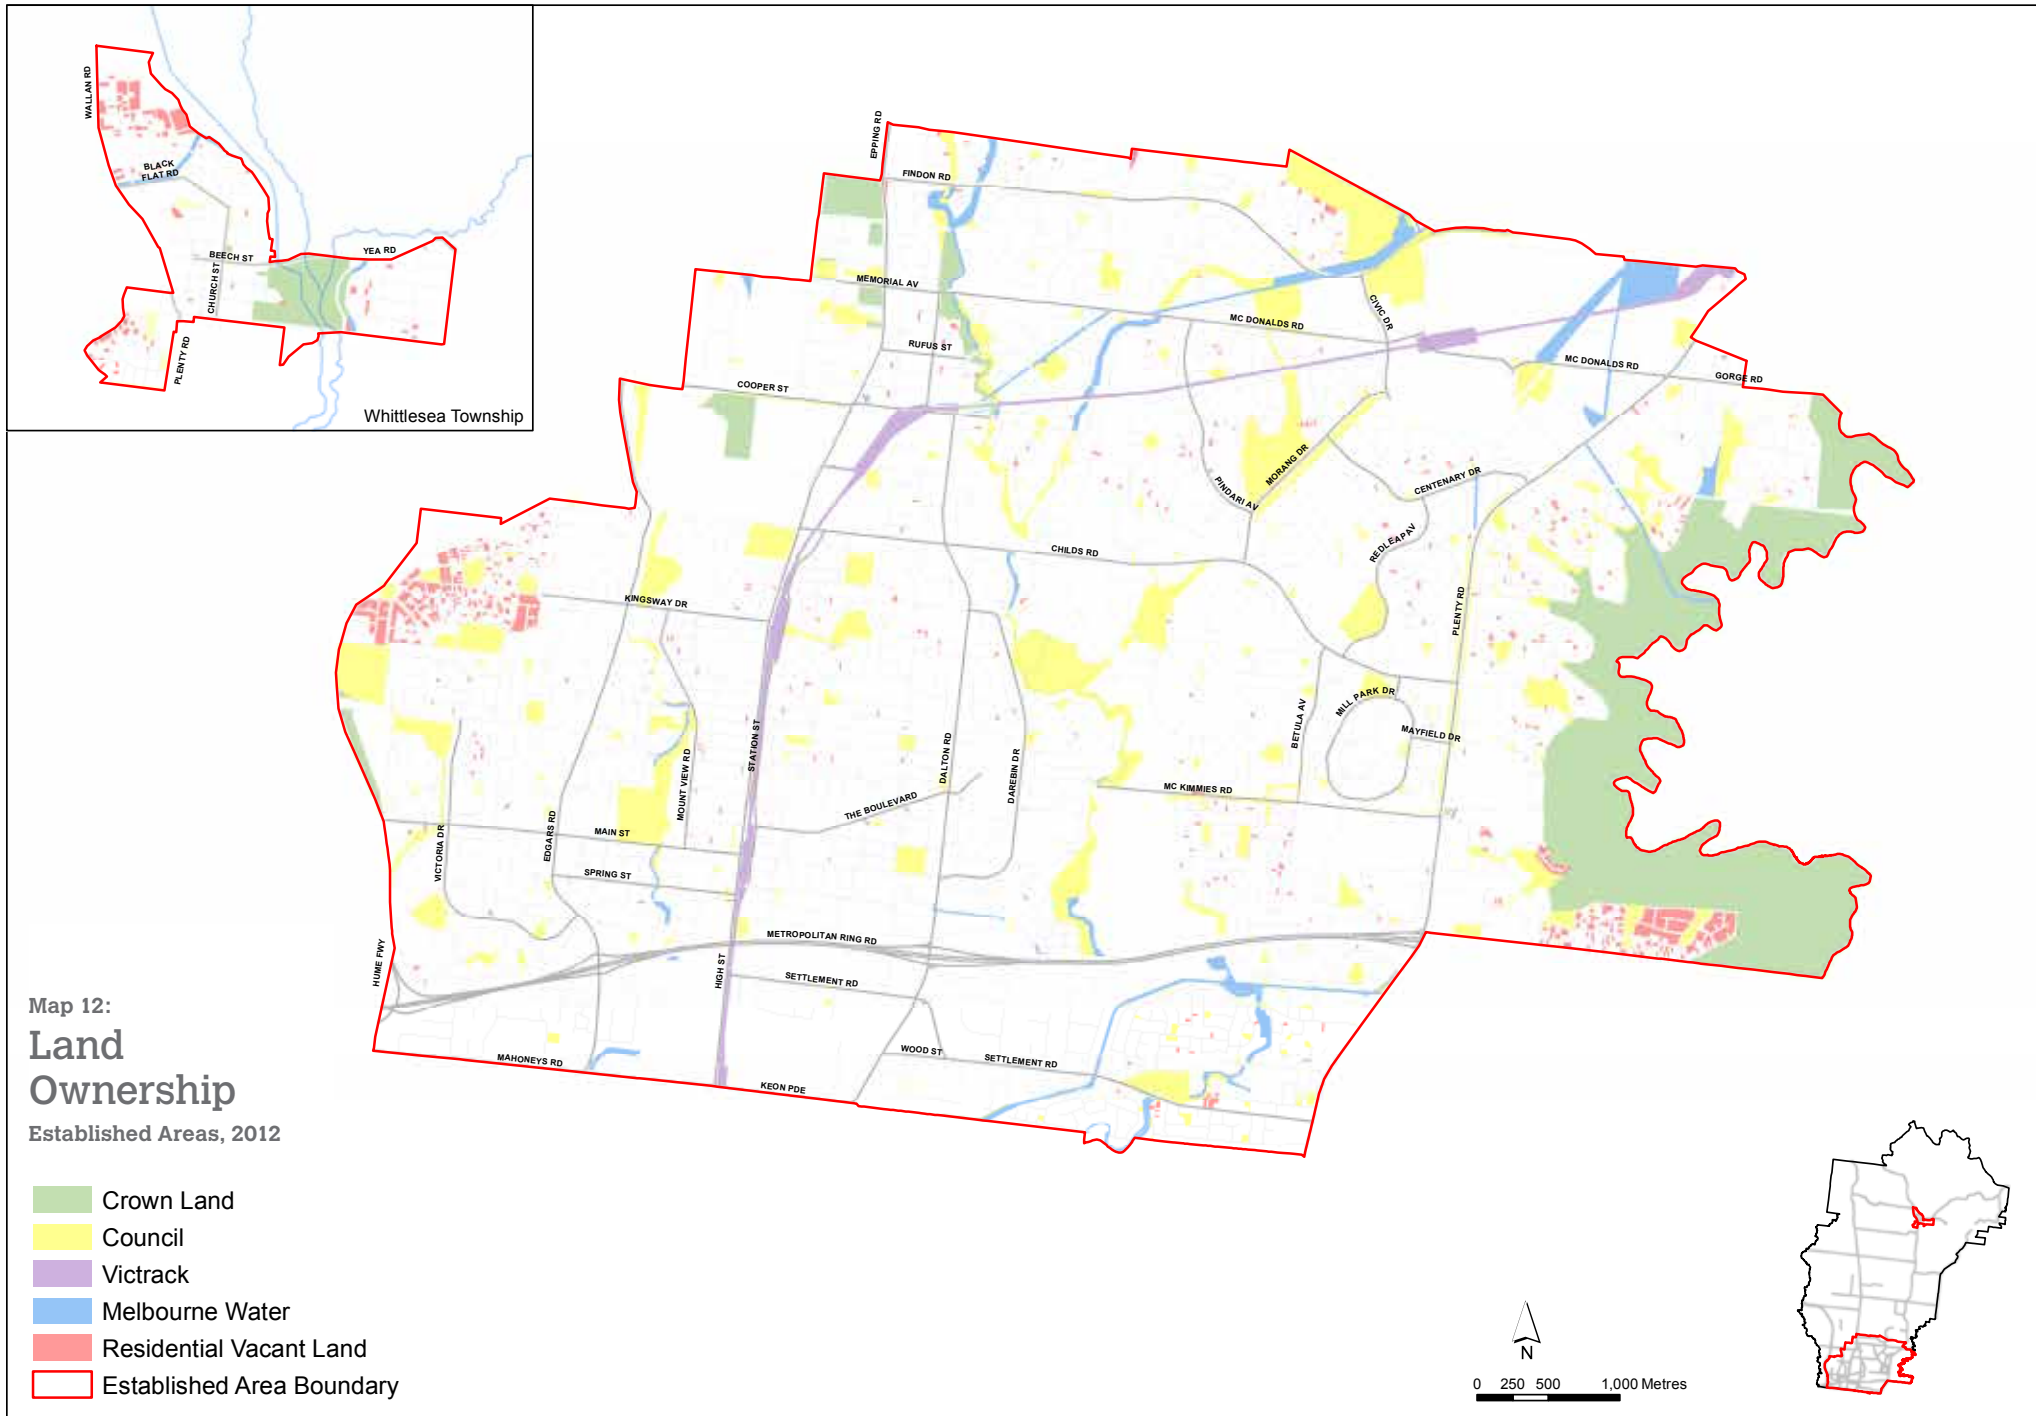 WALLAN RD
BLACK
FLAT RD
BEECH ST
CHURCH ST
YEA RD
PLENTY RD
Whittlesea Township
EPPING RD
FINDON RD
MEMORIAL AV
RUFUS ST
COOPER ST
MC DONALDS RD
CIVIC DR
MC DONALDS RD
GORGE RD
MORANG DR
PINDARI AV
CENTENARY DR
REDLEAP AV
CHILDS RD
KINGSWAY DR
PLENTY RD
MILL PARK DR
BETULA AV
MAYFIELD DR
STATION ST
MOUNT VIEW RD
DALTON RD
DAREBIN DR
THE BOULEVARD
MC KIMMIES RD
MAIN ST
EDGARS RD
VICTORIA DR
SPRING ST
METROPOLITAN RING RD
HUME FWY
HIGH ST
SETTLEMENT RD
WOOD ST
SETTLEMENT RD
MAHONEYS RD
KEON PDE
Map 12:
Land
Ownership
Established Areas, 2012
Crown Land
Council
Victrack
Melbourne Water
Residential Vacant Land
Established Area Boundary
N
0 250 500 1,000 Metres